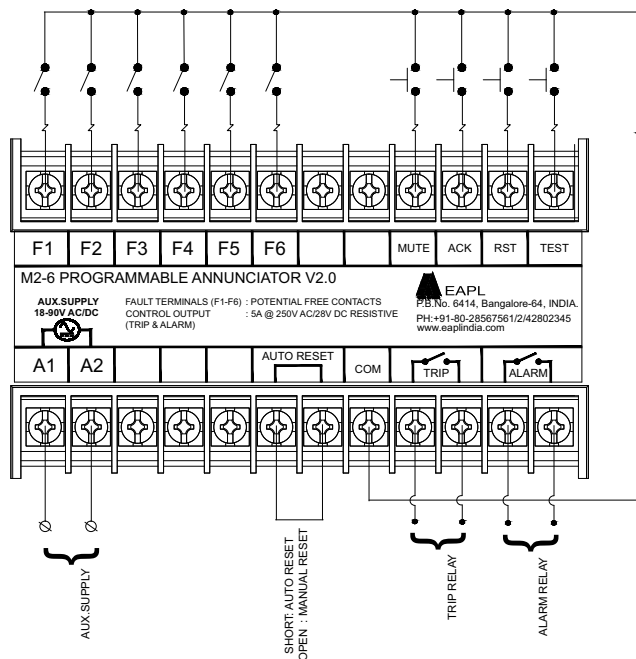 F1 F2 F3 F4 F5 F6 MUTE ACK RST TEST
M2-6 PROGRAMMABLE ANNUNCIATOR V2.0
AUX.SUPPLY
18-90V AC/DC
FAULT TERMINALS (F1-F6) : POTENTIAL FREE CONTACTS
CONTROL OUTPUT : 5A @ 250V AC/28V DC RESISTIVE
(TRIP & ALARM)
EAPL
P.B.No. 6414, Bangalore-64, INDIA.
PH:+91-80-28567561/2/42802345
www.eaplindia.com
A1 A2 AUTO RESET COM TRIP ALARM
AUX.SUPPLY
SHORT: AUTO RESET
OPEN : MANUAL RESET
TRIP RELAY
ALARM RELAY